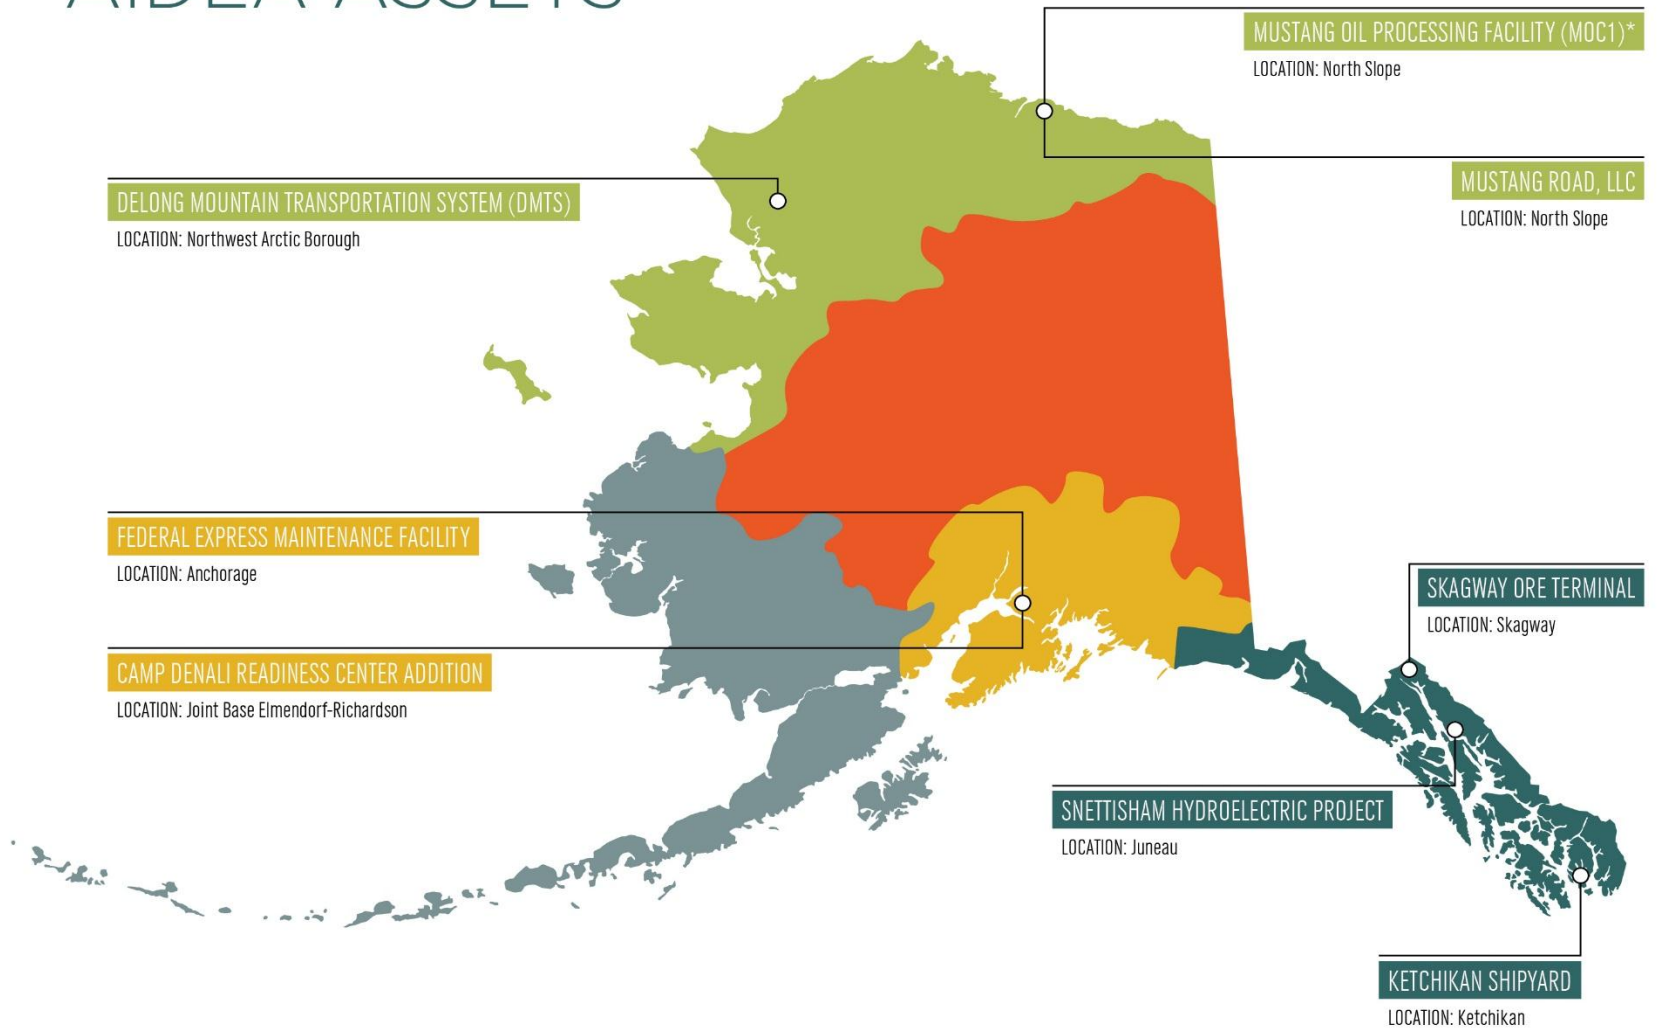 AIDEA ASSETS
MUSTANG OIL PROCESSING FACILITY (MOC1)*
LOCATION: North Slope
MUSTANG ROAD, LLC
LOCATION: North Slope
DELONG MOUNTAIN TRANSPORTATION SYSTEM (DMTS)
LOCATION: Northwest Arctic Borough
FEDERAL EXPRESS MAINTENANCE FACILITY
LOCATION: Anchorage
CAMP DENALI READINESS CENTER ADDITION
LOCATION: Joint Base Elmendorf-Richardson
SKAGWAY ORE TERMINAL
LOCATION: Skagway
SNETTISHAM HYDROELECTRIC PROJECT
LOCATION: Juneau
KETCHIKAN SHIPYARD
LOCATION: Ketchikan